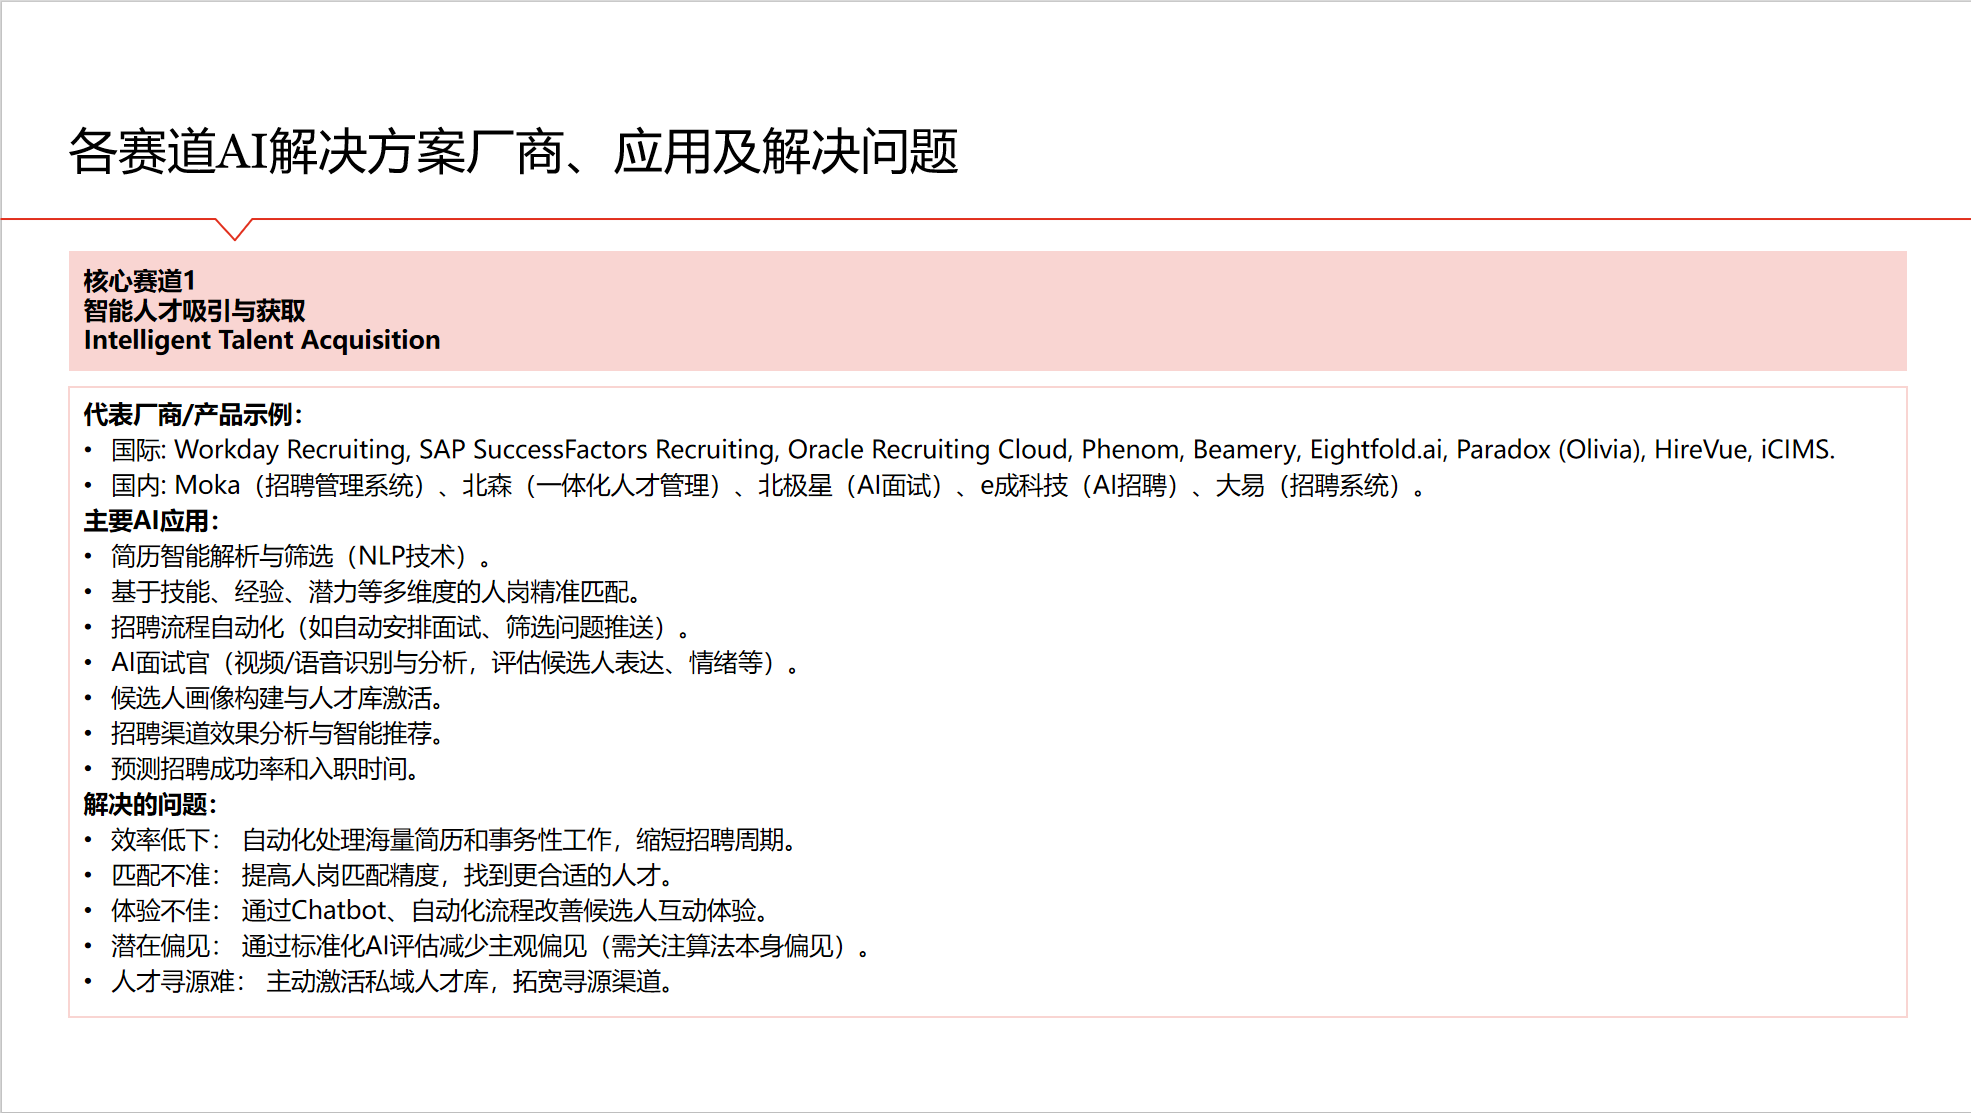 各赛道AI解决方案厂商、应用及解决问题
核心赛道1
智能人才吸引与获取
Intelligent Talent Acquisition
代表厂商/产品示例：
• 国际: Workday Recruiting, SAP SuccessFactors Recruiting, Oracle Recruiting Cloud, Phenom, Beamery, Eightfold.ai, Paradox (Olivia), HireVue, iCIMS.
• 国内: Moka（招聘管理系统）、北森（一体化人才管理）、北极星（AI面试）、e成科技（AI招聘）、大易（招聘系统）。
主要AI应用：
• 简历智能解析与筛选（NLP技术）。
• 基于技能、经验、潜力等多维度的人岗精准匹配。
• 招聘流程自动化（如自动安排面试、筛选问题推送）。
• AI面试官（视频/语音识别与分析，评估候选人表达、情绪等）。
• 候选人画像构建与人才库激活。
• 招聘渠道效果分析与智能推荐。
• 预测招聘成功率和入职时间。
解决的问题：
• 效率低下： 自动化处理海量简历和事务性工作，缩短招聘周期。
• 匹配不准： 提高人岗匹配精度，找到更合适的人才。
• 体验不佳： 通过Chatbot、自动化流程改善候选人互动体验。
• 潜在偏见： 通过标准化AI评估减少主观偏见（需关注算法本身偏见）。
• 人才寻源难： 主动激活私域人才库，拓宽寻源渠道。